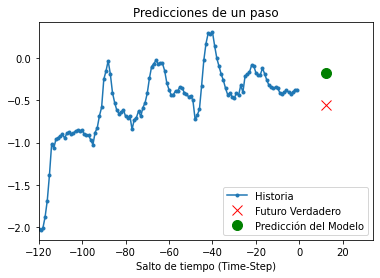 Predicciones de un paso
0.0
−0.5
−1.0
−1.5
−2.0
Historia
Futuro Verdadero
Predicción del Modelo
−120 −100 −80 −60 −40 −20 0 20
Salto de tiempo (Time-Step)